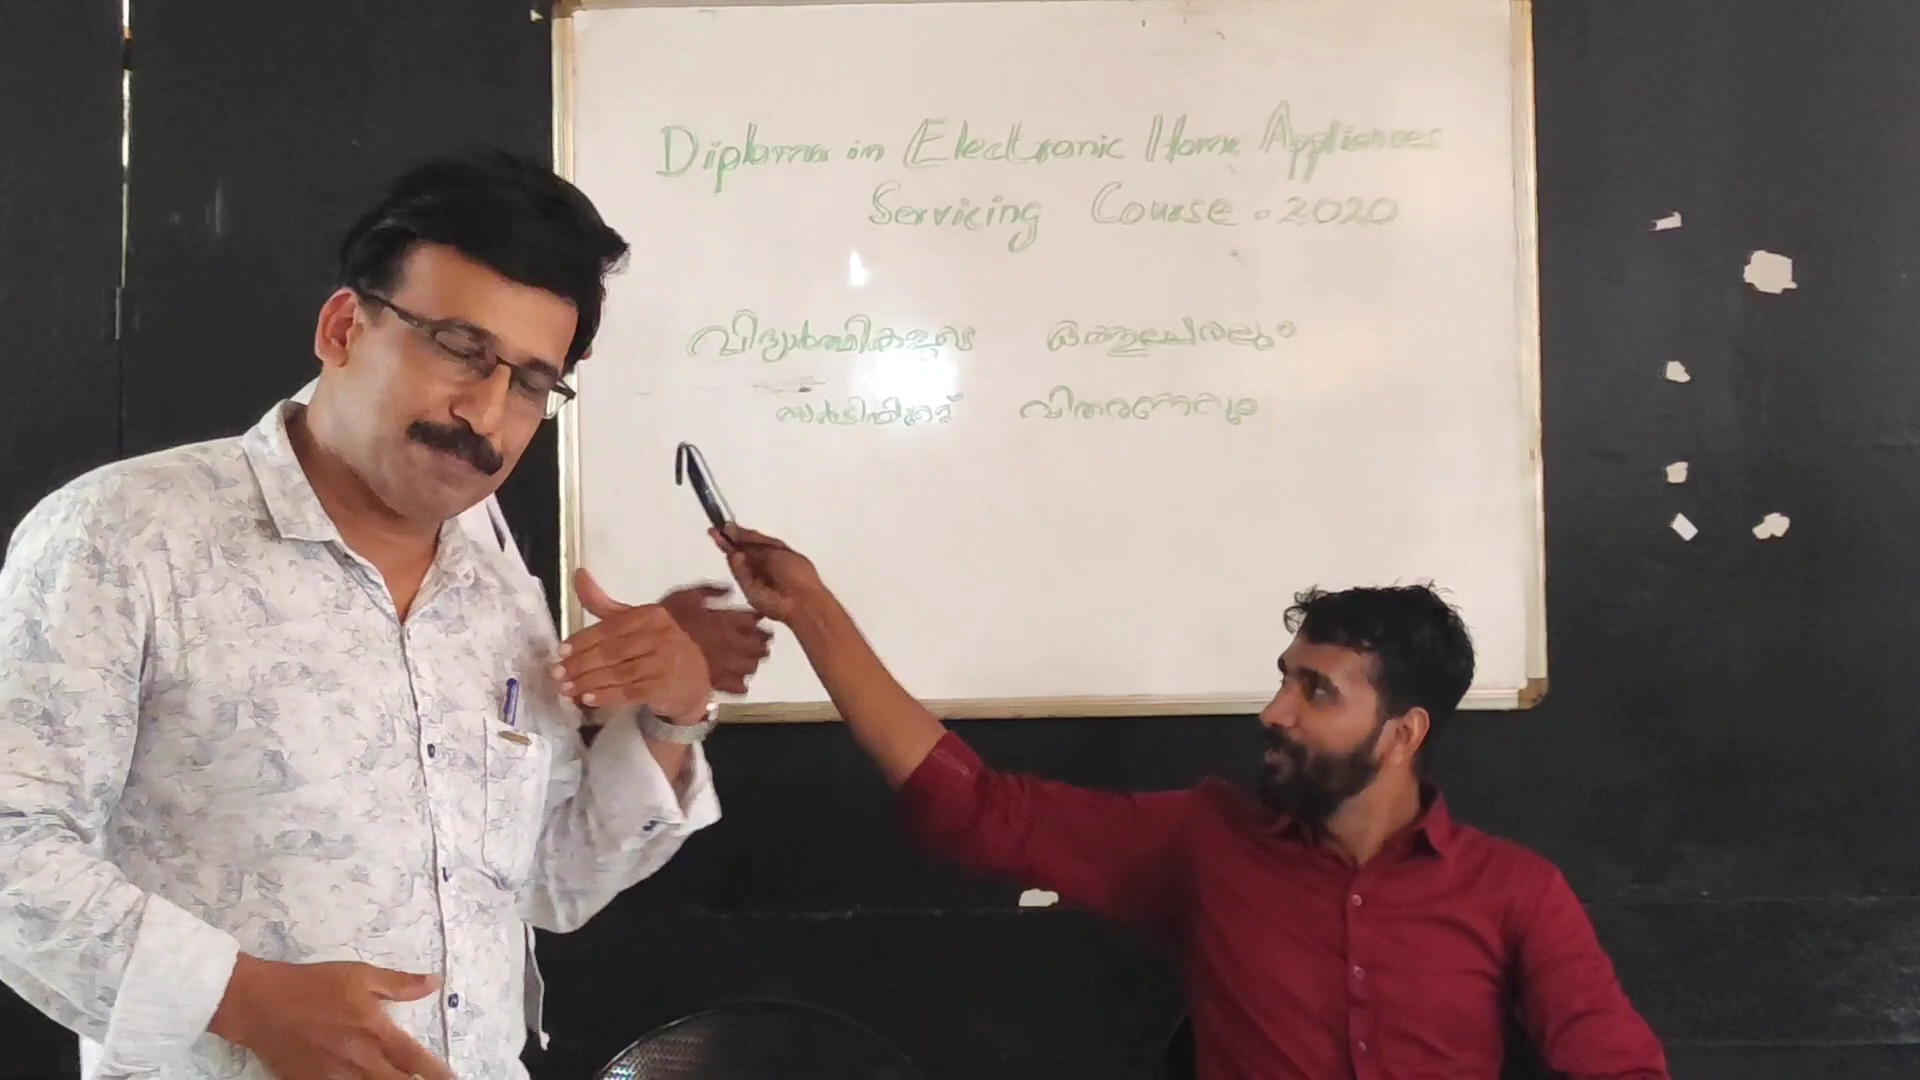 Diploma in Electronic Home Appliances
Servicing Course. 2020
വിദ്യാർത്ഥികളുടെ ഒത്തുചേരലും
സർട്ടിഫിക്കറ്റ് വിതരണവും